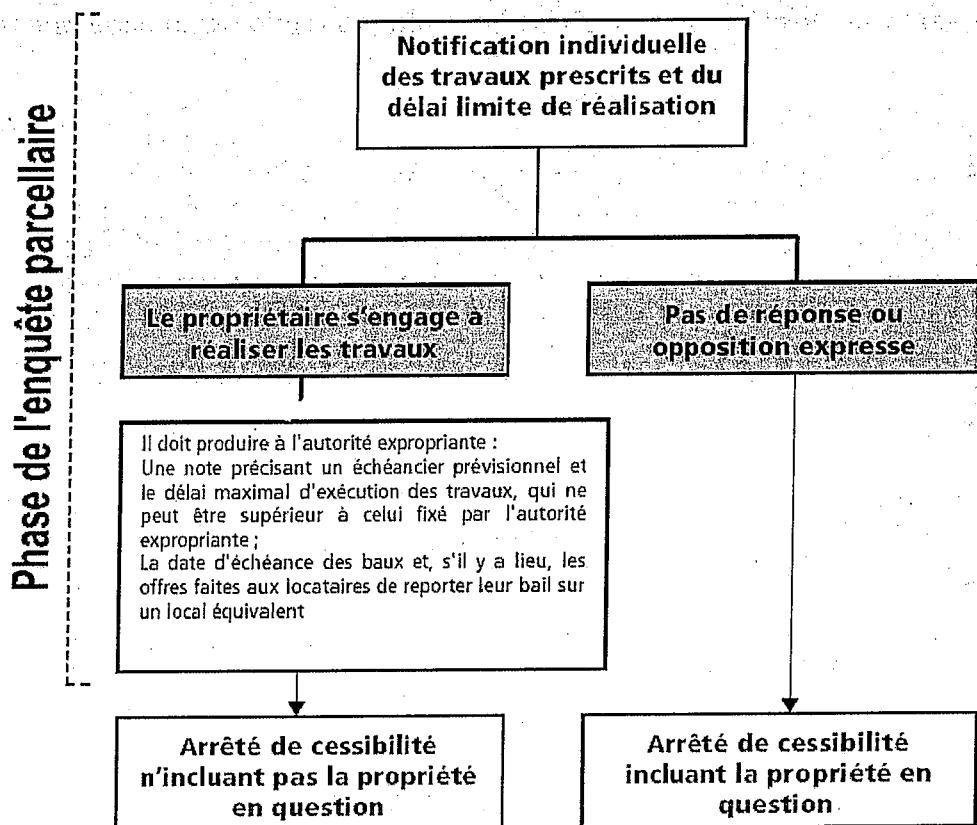 Phase de l'enquête parcellaire
Notification individuelle
des travaux prescrits et du
délai limite de réalisation
Le propriétaire s'engage à
réaliser les travaux
Pas de réponse ou
opposition expresse
Il doit produire à l'autorité expropriante :
Une note précisant un échéancier prévisionnel et
le délai maximal d'exécution des travaux, qui ne
peut être supérieur à celui fixé par l'autorité
expropriante ;
La date d'échéance des baux et, s'il y a lieu, les
offres faites aux locataires de reporter leur bail sur
un local équivalent
Arrêté de cessibilité
n'incluant pas la propriété
en question
Arrêté de cessibilité
incluant la propriété en
question